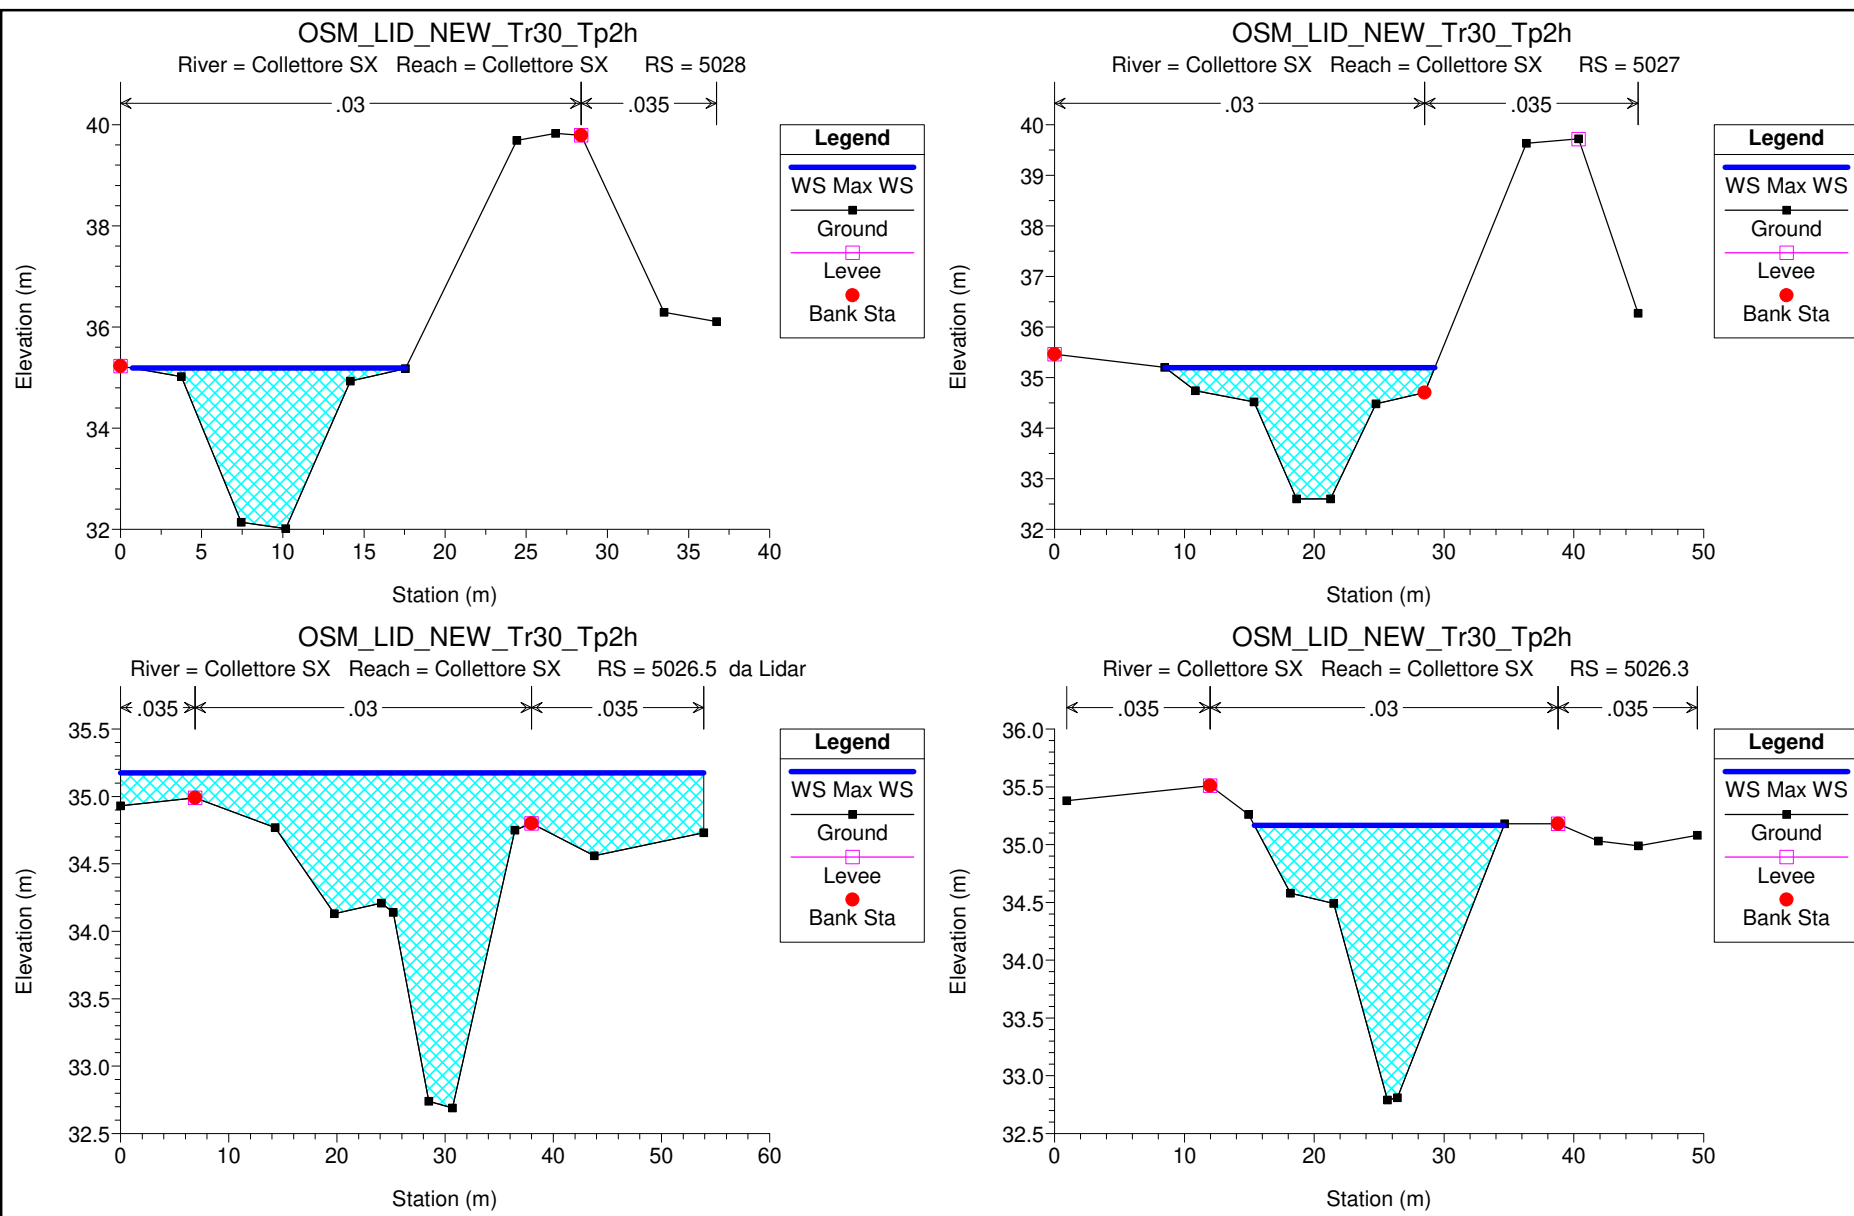 OSM_LID_NEW_Tr30_Tp2h
River = Collettore SX Reach = Collettore SX RS = 5028
.03 .035
40
38
36
34
32
Elevation (m)
0 5 10 15 20 25 30 35 40
Station (m)
Legend
WS Max WS
Ground
Levee
Bank Sta
OSM_LID_NEW_Tr30_Tp2h
River = Collettore SX Reach = Collettore SX RS = 5027
.03 .035
40
39
38
37
36
35
34
33
32
Elevation (m)
0 10 20 30 40 50
Station (m)
Legend
WS Max WS
Ground
Levee
Bank Sta
OSM_LID_NEW_Tr30_Tp2h
River = Collettore SX Reach = Collettore SX RS = 5026.5 da Lidar
.035 .03 .035
35.5
35.0
34.5
34.0
33.5
33.0
32.5
Elevation (m)
0 10 20 30 40 50 60
Station (m)
Legend
WS Max WS
Ground
Levee
Bank Sta
OSM_LID_NEW_Tr30_Tp2h
River = Collettore SX Reach = Collettore SX RS = 5026.3
.035 .03 .035
36.0
35.5
35.0
34.5
34.0
33.5
33.0
32.5
Elevation (m)
0 10 20 30 40 50
Station (m)
Legend
WS Max WS
Ground
Levee
Bank Sta